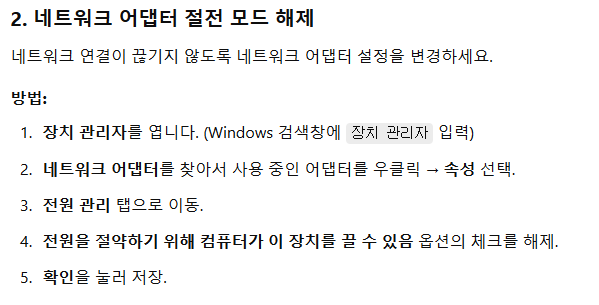 2. 네트워크 어댑터 절전 모드 해제
네트워크 연결이 끊기지 않도록 네트워크 어댑터 설정을 변경하세요.
방법:
1. 장치 관리자를 엽니다. (Windows 검색창에 장치 관리자 입력)
2. 네트워크 어댑터를 찾아서 사용 중인 어댑터를 우클릭 → 속성 선택.
3. 전원 관리 탭으로 이동.
4. 전원을 절약하기 위해 컴퓨터가 이 장치를 끌 수 있음 옵션의 체크를 해제.
5. 확인을 눌러 저장.